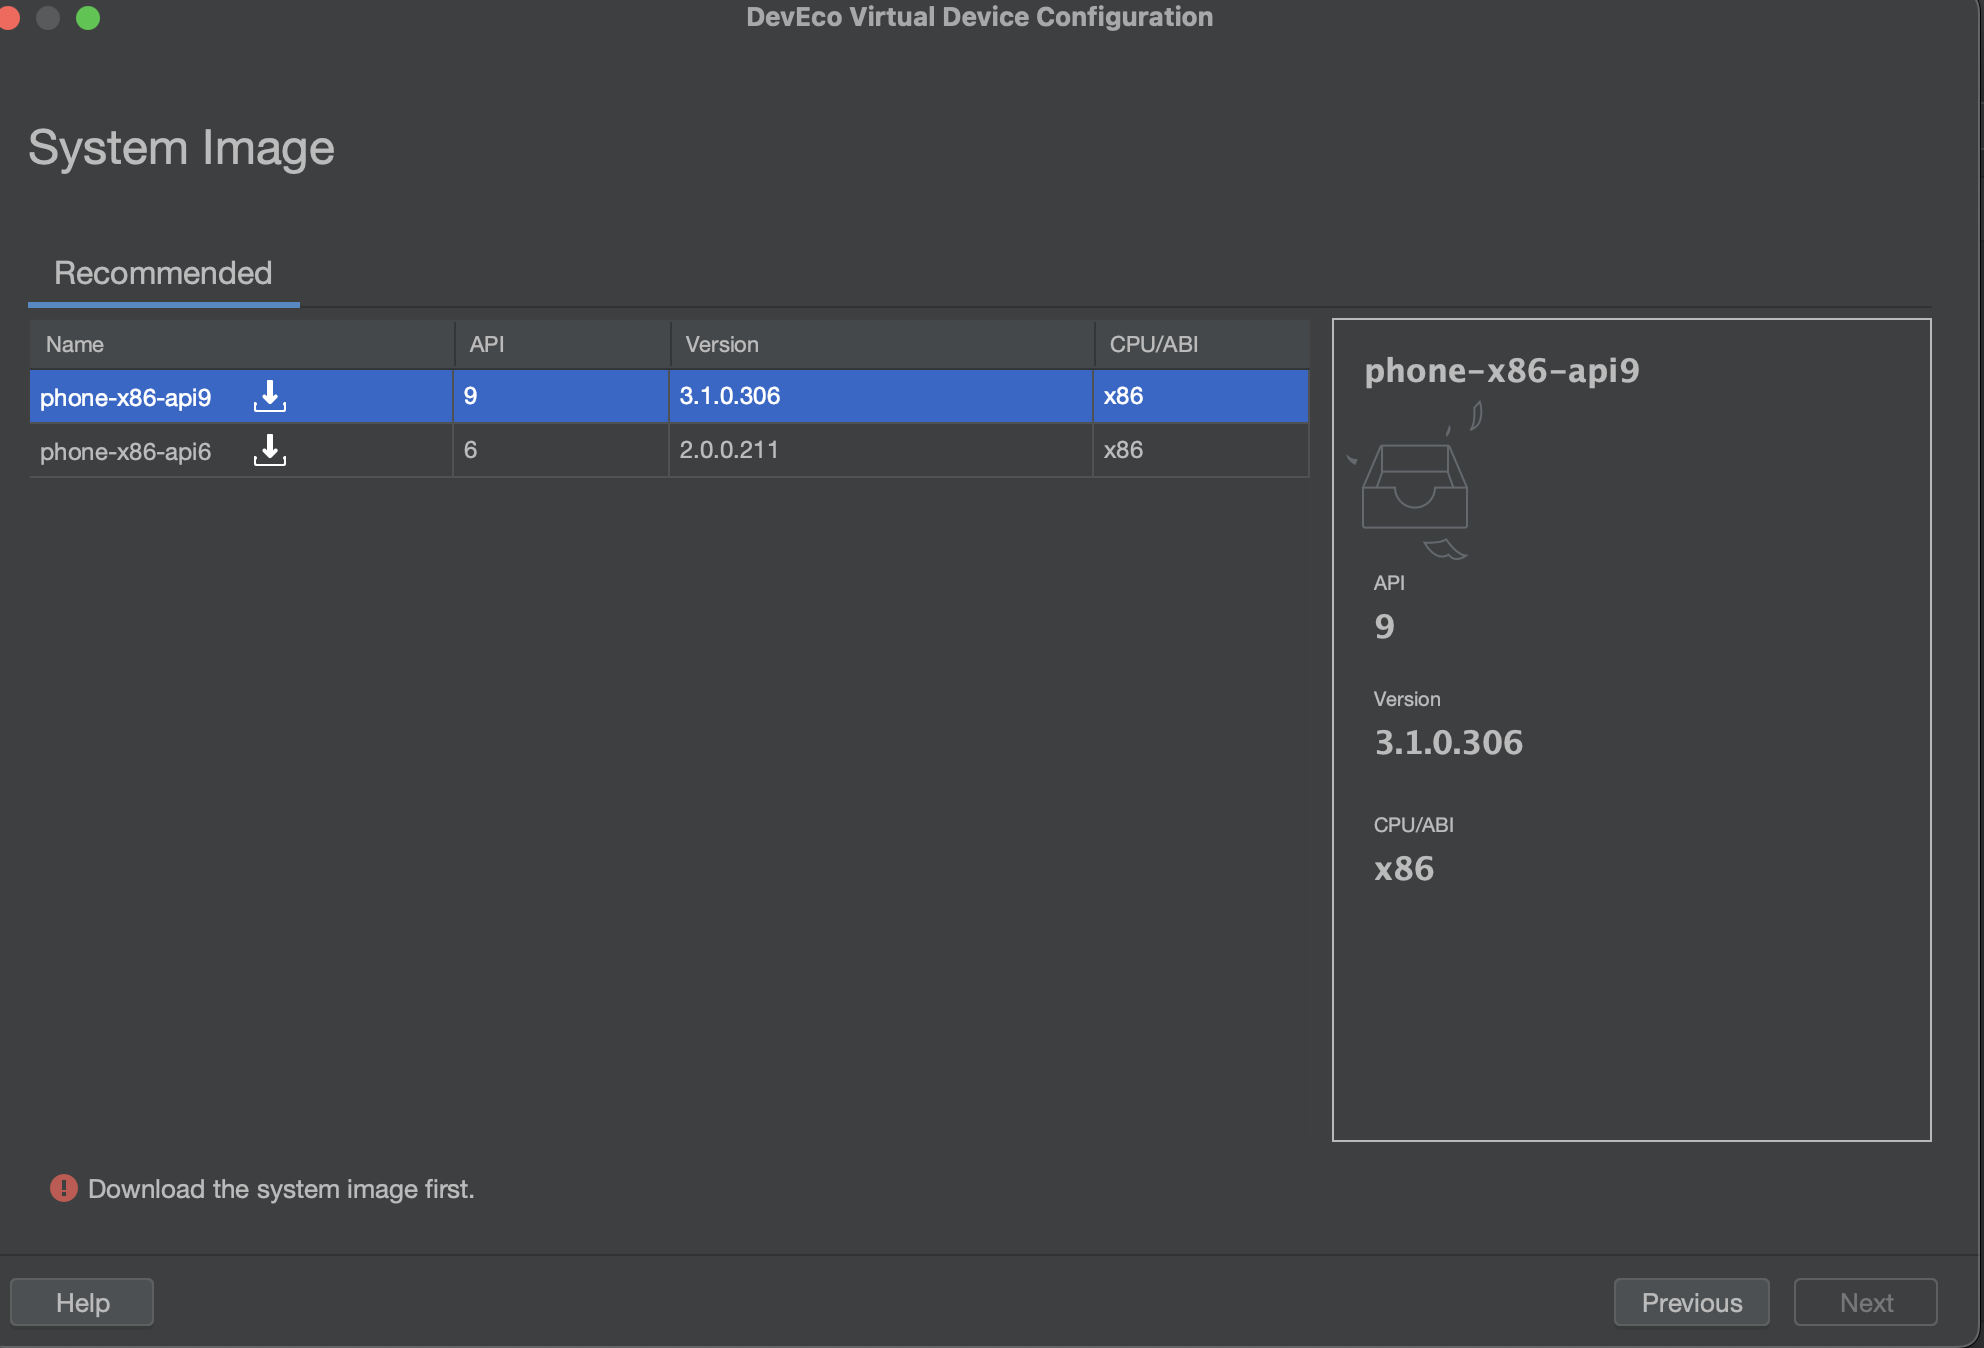 DevEco Virtual Device Configuration
System Image
Recommended
Name API Version CPU/ABI
phone-x86-api9 9 3.1.0.306 x86
phone-x86-api6 6 2.0.0.211 x86
phone-x86-api9
API
9
Version
3.1.0.306
CPU/ABI
x86
Download the system image first.
Help Previous Next